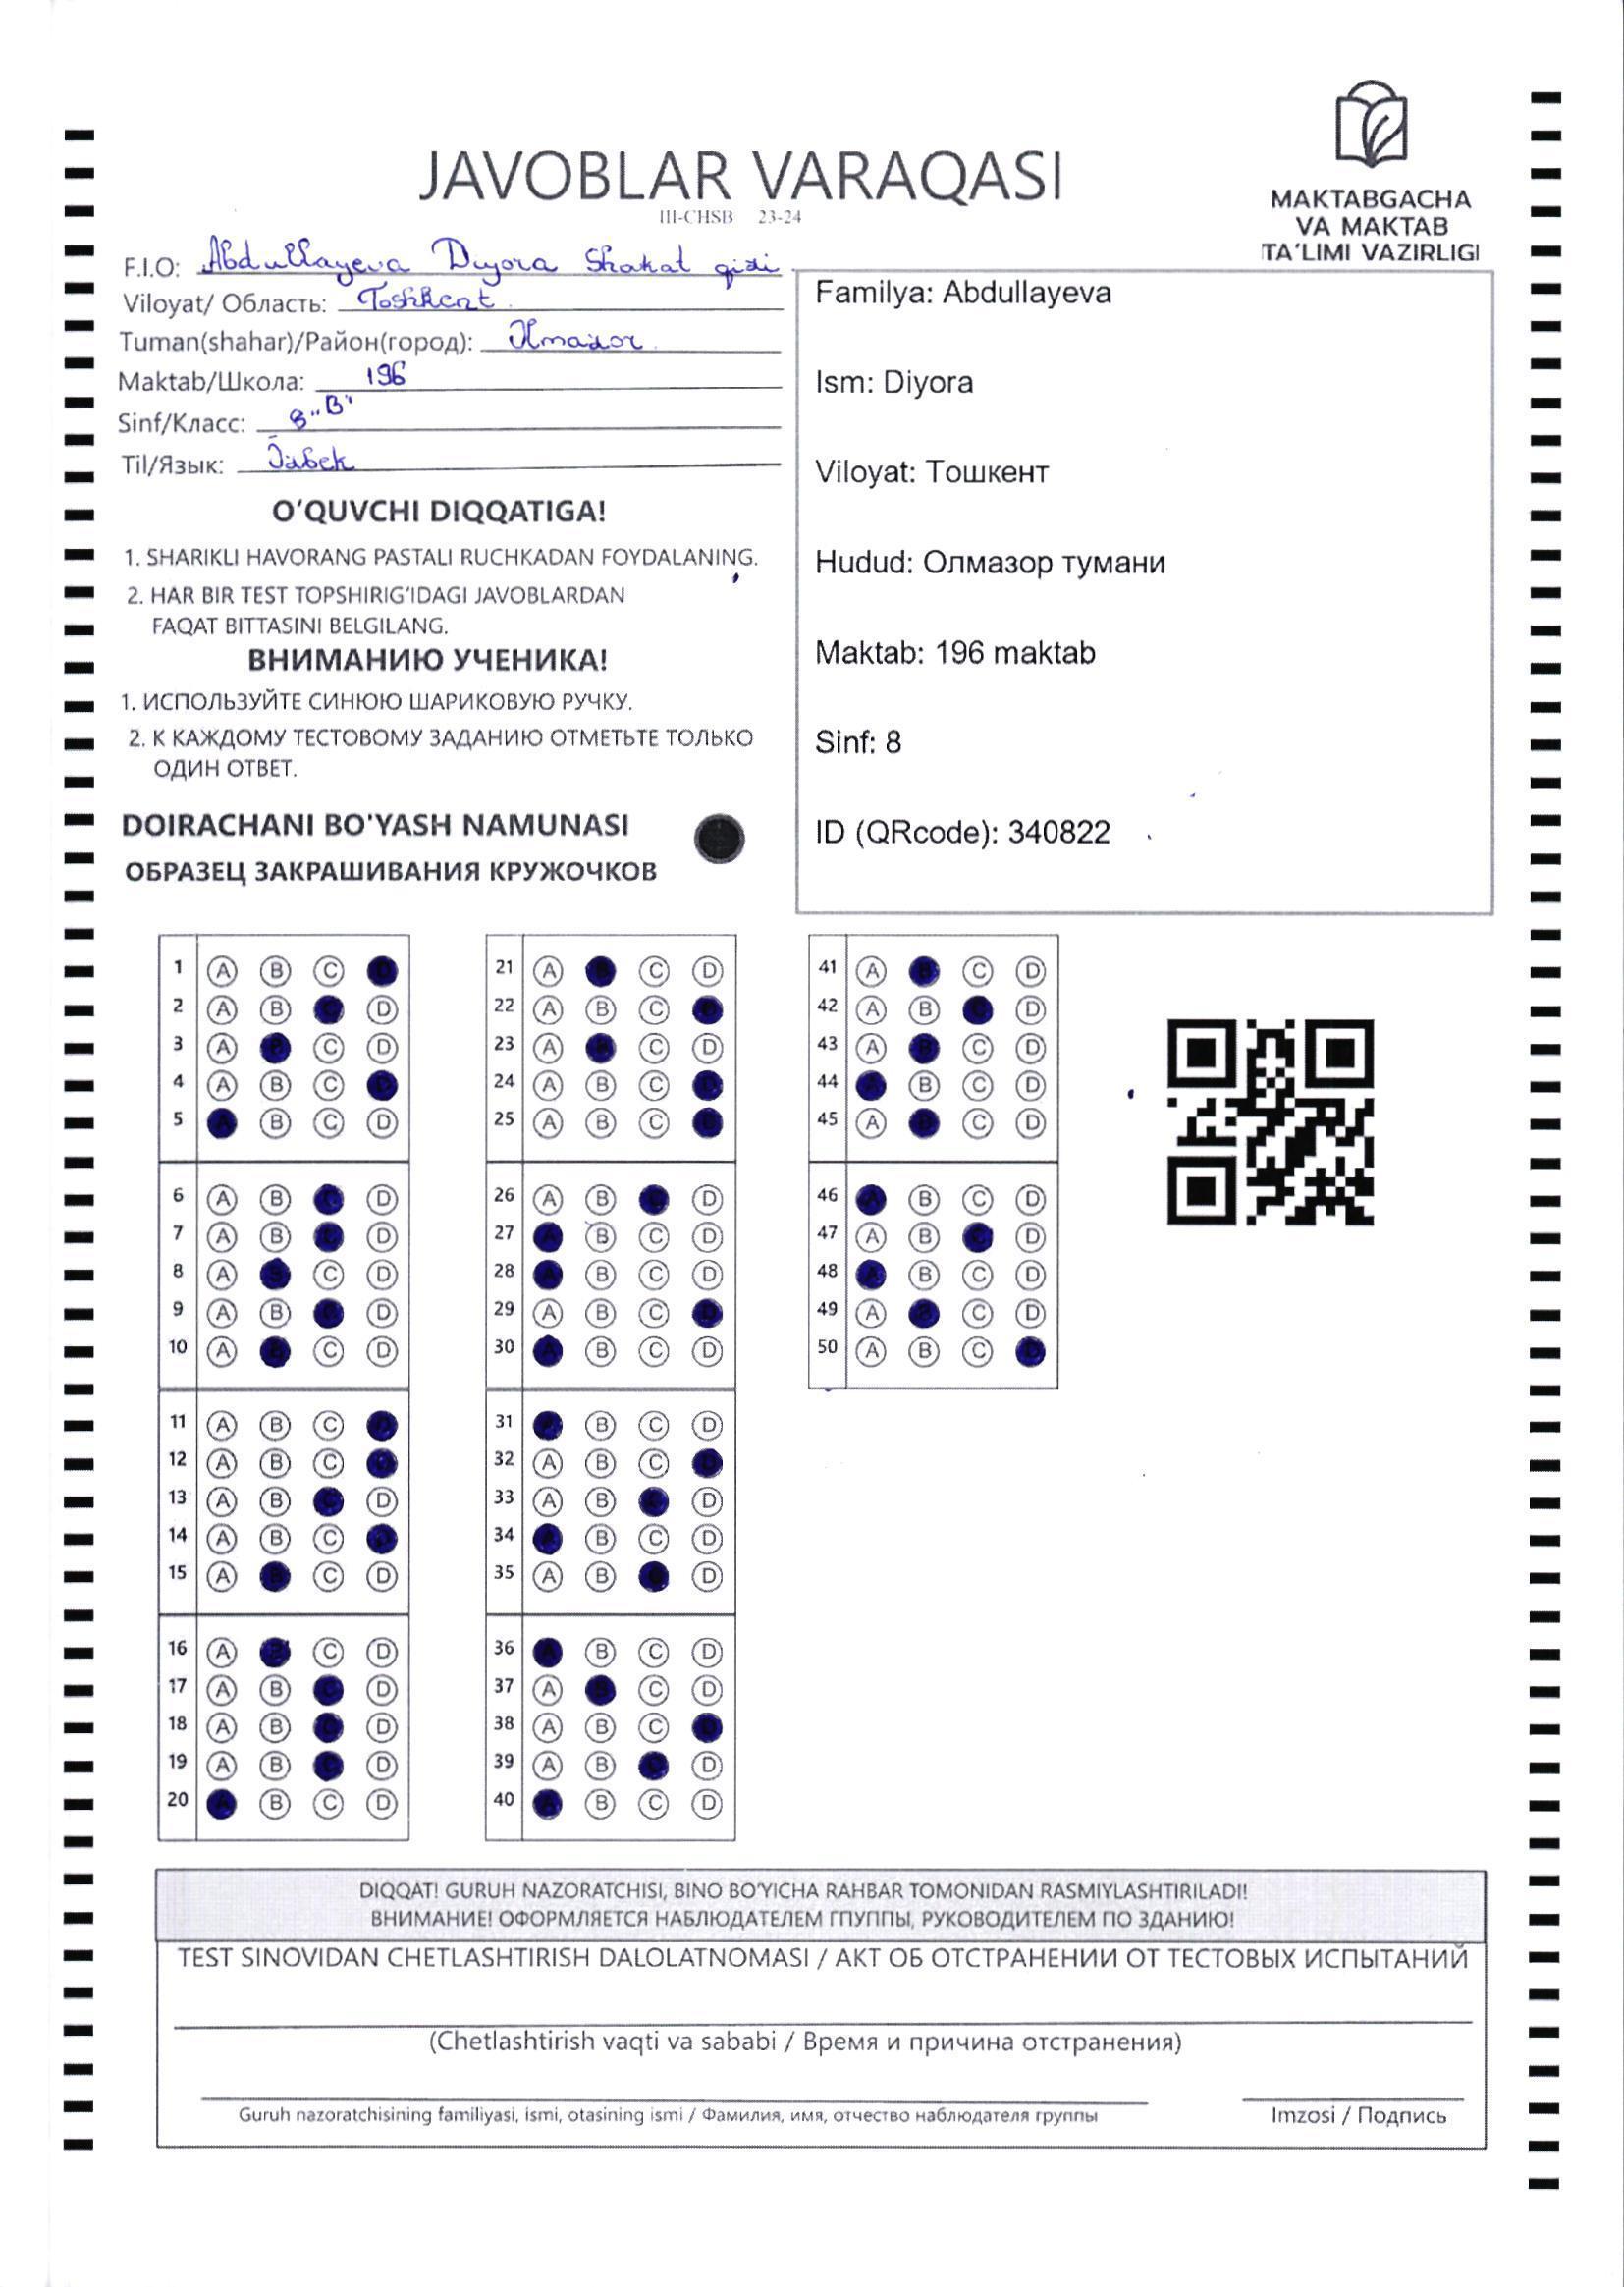 JAVOBLAR VARAQASI
III-CHSB 23-24
MAKTABGACHA
VA MAKTAB
TA'LIMI VAZIRLIGI
F.I.O: Abdullayeva Diyora Shakat qizi
Viloyat/ Область: Toshkent
Tuman(shahar)/Район(город): Olmazor
Maktab/Школа: 196
Sinf/Класс: 8 "B"
Til/Язык: O'zbek
O'QUVCHI DIQQATIGA!
1. SHARIKLI HAVORANG PASTALI RUCHKADAN FOYDALANING.
2. HAR BIR TEST TOPSHIRIG'IDAGI JAVOBLARDAN
FAQAT BITTASINI BELGILANG.
ВНИМАНИЮ УЧЕНИКА!
1. ИСПОЛЬЗУЙТЕ СИНЮЮ ШАРИКОВУЮ РУЧКУ.
2. К КАЖДОМУ ТЕСТОВОМУ ЗАДАНИЮ ОТМЕТЬТЕ ТОЛЬКО
ОДИН ОТВЕТ.
DOIRACHANI BO'YASH NAMUNASI
ОБРАЗЕЦ ЗАКРАШИВАНИЯ КРУЖОЧКОВ
Familya: Abdullayeva
Ism: Diyora
Viloyat: Тошкент
Hudud: Олмазор тумани
Maktab: 196 maktab
Sinf: 8
ID (QRcode): 340822
1 A B C
2 A B C D
3 A B C D
4 A B C
5 A B C D
6 A B C D
7 A B C D
8 A B C D
9 A B C D
10 A B C D
11 A B C
12 A B C
13 A B C D
14 A B C
15 A B C D
16 A B C D
17 A B C D
18 A B C D
19 A B C D
20 A B C D
21 A B C D
22 A B C
23 A B C D
24 A B C D
25 A B C
26 A B C D
27 A B C D
28 A B C D
29 A B C D
30 A B C D
31 B C D
32 A B C D
33 A B C D
34 A B C D
35 A B C D
36 A B C D
37 A B C D
38 A B C D
39 A B C D
40 A B C D
41 A B C D
42 A B C D
43 A B C D
44 A B C D
45 A B C D
46 A B C D
47 A B C D
48 A B C D
49 A B C D
50 A B C D
DIQQAT! GURUH NAZORATCHISI, BINO BO'YICHA RAHBAR TOMONIDAN RASMIYLASHTIRILADI!
ВНИМАНИЕ! ОФОРМЛЯЕТСЯ НАБЛЮДАТЕЛЕМ ГПУППЫ, РУКОВОДИТЕЛЕМ ПО ЗДАНИЮ!
TEST SINOVIDAN CHETLASHTIRISH DALOLATNOMASI / АКТ ОБ ОТСТРАНЕНИИ ОТ ТЕСТОВЫХ ИСПЫТАНИЙ
(Chetlashtirish vaqti va sababi / Время и причина отстранения)
Guruh nazoratchisining familiyasi, ismi, otasining ismi / Фамилия, имя, отчество наблюдателя группы
Imzosi / Подпись